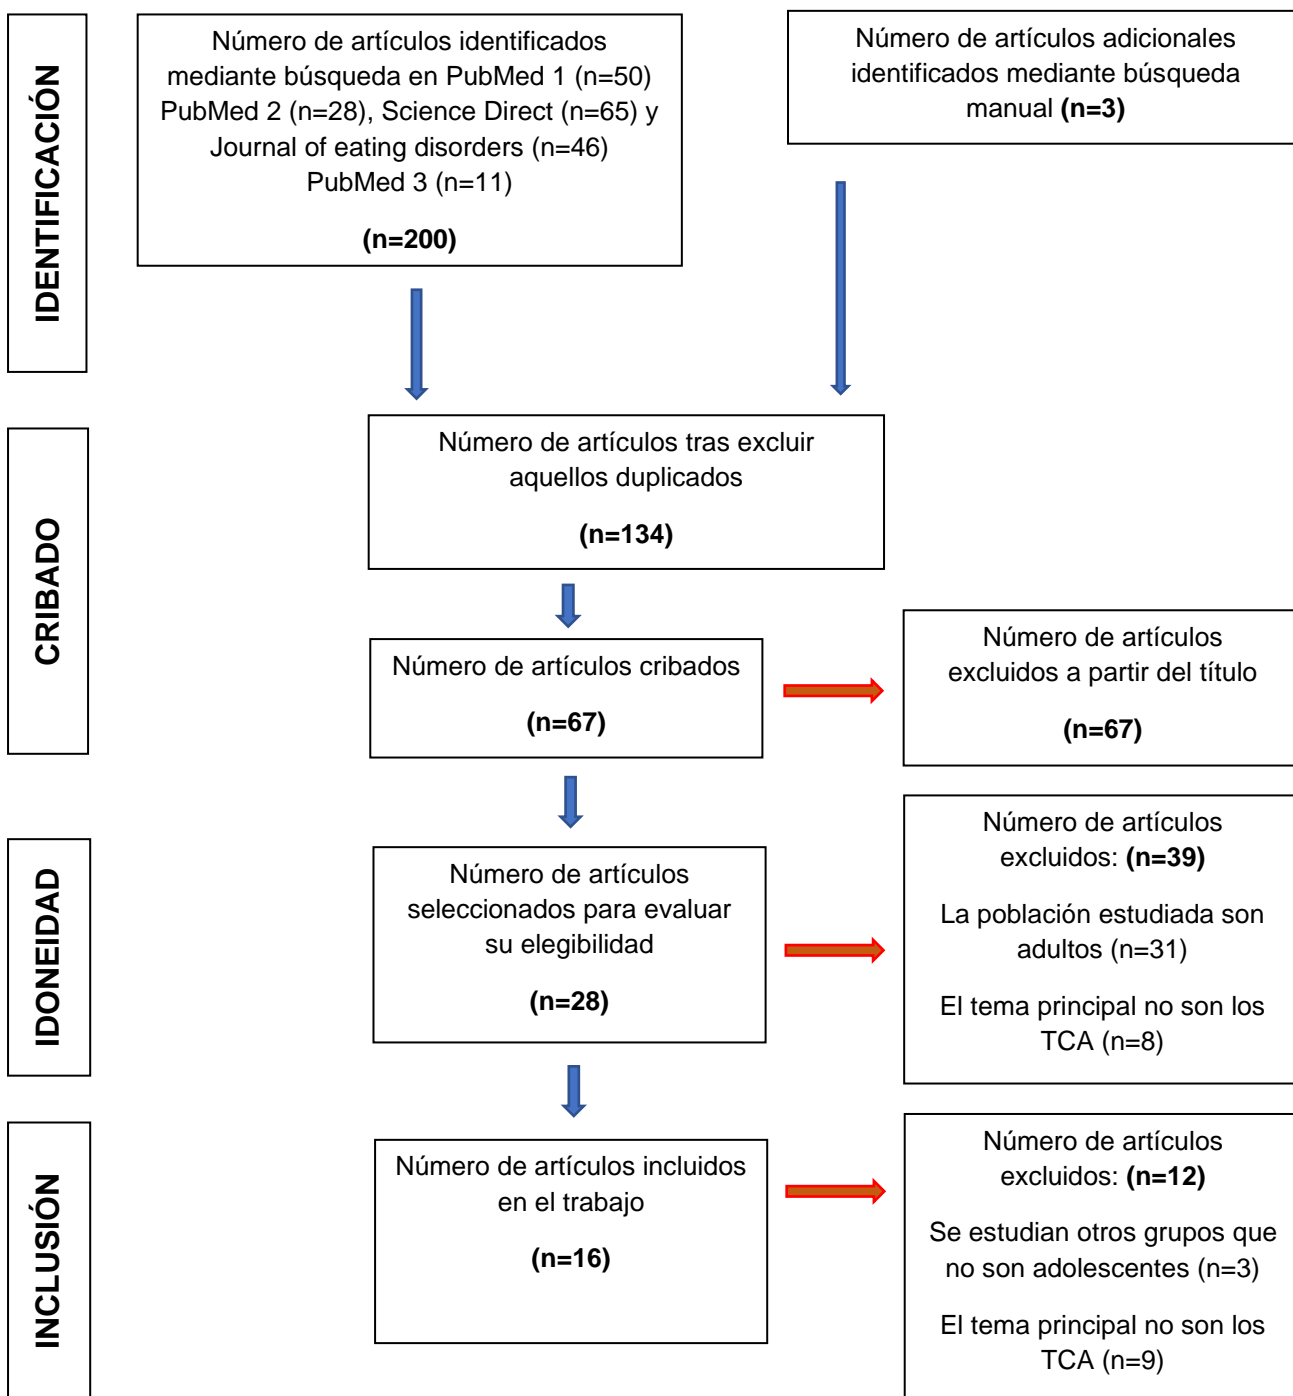 IDENTIFICACIÓN
Número de artículos identificados
mediante búsqueda en PubMed 1 (n=50)
PubMed 2 (n=28), Science Direct (n=65) y
Journal of eating disorders (n=46)
PubMed 3 (n=11)
(n=200)
Número de artículos adicionales
identificados mediante búsqueda
manual (n=3)
CRIBADO
Número de artículos tras excluir
aquellos duplicados
(n=134)
Número de artículos cribados
(n=67)
Número de artículos
excluidos a partir del título
(n=67)
IDONEIDAD
Número de artículos
seleccionados para evaluar
su elegibilidad
(n=28)
Número de artículos
excluidos: (n=39)
La población estudiada son
adultos (n=31)
El tema principal no son los
TCA (n=8)
INCLUSIÓN
Número de artículos incluidos
en el trabajo
(n=16)
Número de artículos
excluidos: (n=12)
Se estudian otros grupos que
no son adolescentes (n=3)
El tema principal no son los
TCA (n=9)